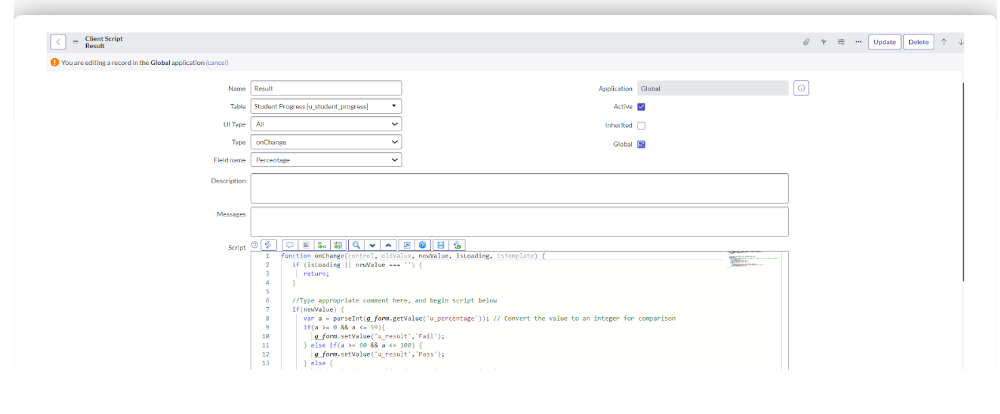 Client Script
Result
Update Delete
You are editing a record in the Global application (cancel)
Name Result
Application Global
Table Student Progress [u_student_progress]
Active
UI Type All
Inherited
Type onChange
Global
Field name Percentage
Description
Messages
Script
1 function onChange(control, oldValue, newValue, isLoading, isTemplate) {
2 if (isLoading || newValue === '') {
3 return;
4 }
5
6 //Type appropriate comment here, and begin script below
7 if(newValue) {
8 var a = parseInt(g_form.getValue('u_percentage')); // Convert the value to an integer for comparison
9 if(a >= 0 && a <= 59){
10 g_form.setValue('u_result','Fail');
11 } else if(a >= 60 && a <= 100) {
12 g_form.setValue('u_result','Pass');
13 } else {